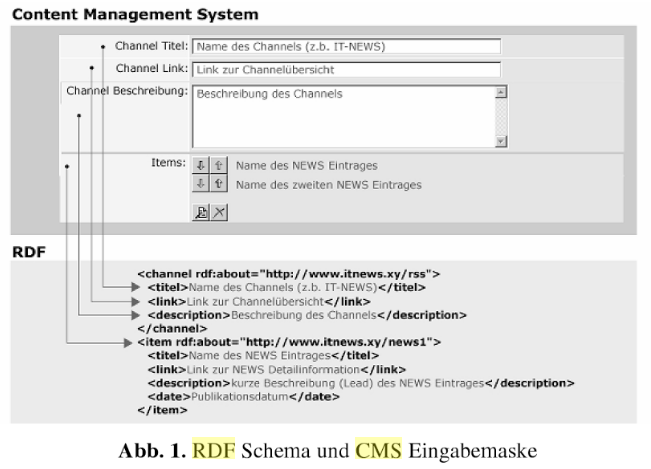 Content Management System
Channel Titel: Name des Channels (z.b. IT-NEWS)
Channel Link: Link zur Channelübersicht
Channel Beschreibung: Beschreibung des Channels
Items: Name des NEWS Eintrages
Name des zweiten NEWS Eintrages
RDF
<channel rdf:about="http://www.itnews.xy/rss">
<titel>Name des Channels (z.b. IT-NEWS)</titel>
<link>Link zur Channelübersicht</link>
<description>Beschreibung des Channels</description>
</channel>
<item rdf:about="http://www.itnews.xy/news1">
<titel>Name des NEWS Eintrages</titel>
<link>Link zur NEWS Detailinformation</link>
<description>kurze Beschreibung (Lead) des NEWS Eintrages</description>
<date>Publikationsdatum</date>
</item>
Abb. 1. RDF Schema und CMS Eingabemaske